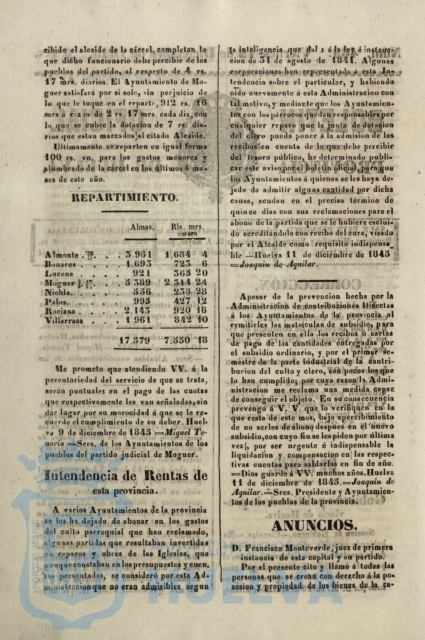 cibido el alcaide de la cárcel, completan lo
que dicho funcionario debe percibir de los
pueblos del partido, al respecto de 4 rs.
17 mrs. diarios. El Ayuntamiento de Mo-
guer satisfará por si solo, sin perjuicio de
lo que le toque en el repart.º, 912 rs. 16
mrs á razon de 2 rs 17 mrs. cada dia, con
lo que se cubre la dotacion de 7 rs. dia-
rios que estan marcados al citado Alcaide.
Ultimamente se reparten en igual forma
100 rs. vn. para los gastos menores y
alumbrado de la cárcel en los últimos 4 me-
ses de este año.
REPARTIMIENTO.
Almas. Rls. mrs.
Almonte . . . 3 961 1.684 4
Bonares . . . . . 1.695 723 6
Lucena . . . . . 921 363 20
Moguer . . . 5 389 2 314 24
Niebla. . . . . . 556 238 28
Palos. . . . . . 995 427 12
Rociana . . . . . 2.143 920 18
Villarrasa . . . . 1 961 842 10
17.579 7.550 18
Me prometo que atendiendo VV. á la
perentoriedad del servicio de que se trata,
serán puntuales en el pago de las cuotas
que respectivamente les van señaladas, sin
dar lugar por su morocidad á que se le re-
cuerde el cumplimiento de su deber. Huel-
va 9 de diciembre de 1843 =Miguel Te-
norio =Sres. de los Ayuntamientos de los
pueblos del partido judicial de Moguer.
Intendencia de Rentas de
esta provincia.
A varios Ayuntamientos de la provincia
se les ha dejado de abonar en los gastos
del culto parroquial que han reclamado,
algunas partidas que resultaban invertidas
en reparos y obras de las Iglesias, que
aunque constaban en los presupuestos y cuen-
tas presentadas, se consideró por esta Ad-
ministracion que no eran admisibles segun
la inteligencia que dá á la ley é instruc-
cion de 31 de agosto de 1841. Algunas
corporaciones han representado á esta In-
tendencia sobre el particular, y habiendo
oido nuevamente á esta Administracion con
tal motivo, y mediante que los Ayuntamien-
tos con los párrocos quedan responsables por
cualquier reparo que la junta de dotacion
del clero pueda poner á la admision de los
recibos en cuenta de lo que debe percibir
del tesoro público, he determinado publi-
car este aviso por boletin oficial, para que
los Ayuntamientos á quienes se les haya de-
jado de admitir alguna cantidad por dicha
causa, acudan en el preciso término de
quince dias con sus reclamaciones para el
abono de la partida que se le hubiere esclui-
do acreditándola con recibo del cura, visado
por el Alcalde como requisito indispensa-
ble =Huelva 11 de diciembre de 1843
=Joaquin de Aguilar.
Apesar de la prevencion hecha por la
Administracion de contribuciones Directas
á los Ayuntamientos de la provincia al
remitirles las matriculas de subsidio, para
que presenten en ella los recibos ó cartas
de pago de las cantidades entregadas por
el subsidio ordinario, y por el primer se-
mestre de la parte industrial de la contri-
bucion del culto y clero, son pocos los que
lo han cumplido; por cuya razon la Admi-
nistracion me reclama una medida capaz
de conseguir el objeto. En su consecuencia
prevengo á V. V. que lo verifiquen en lo
que resta de este mes, bajo apercibimiento
de no serles de abono despues en el nuevo
subsidio, con cuyo fin se les pide por última
vez, por ser urgente é indispensable la
liquidacion y compensacion en las respec-
tivas cuentas para saldarlas en fin de año.
=Dios guarde á VV. muchos años. Huelva
11 de diciembre de 1843. =Joaquin de
Aguilar. =Sres. Presidente y Ayuntamien-
tos de los pueblos de la provincia.
ANUNCIOS.
D. Francisco Monteverde, juez de primera
instancia de esta capital y su partido.
Por el presente cito y llamo á todas las
personas que se crean con derecho á la po-
sesion y propiedad de los bienes de la ca-
HUELVA